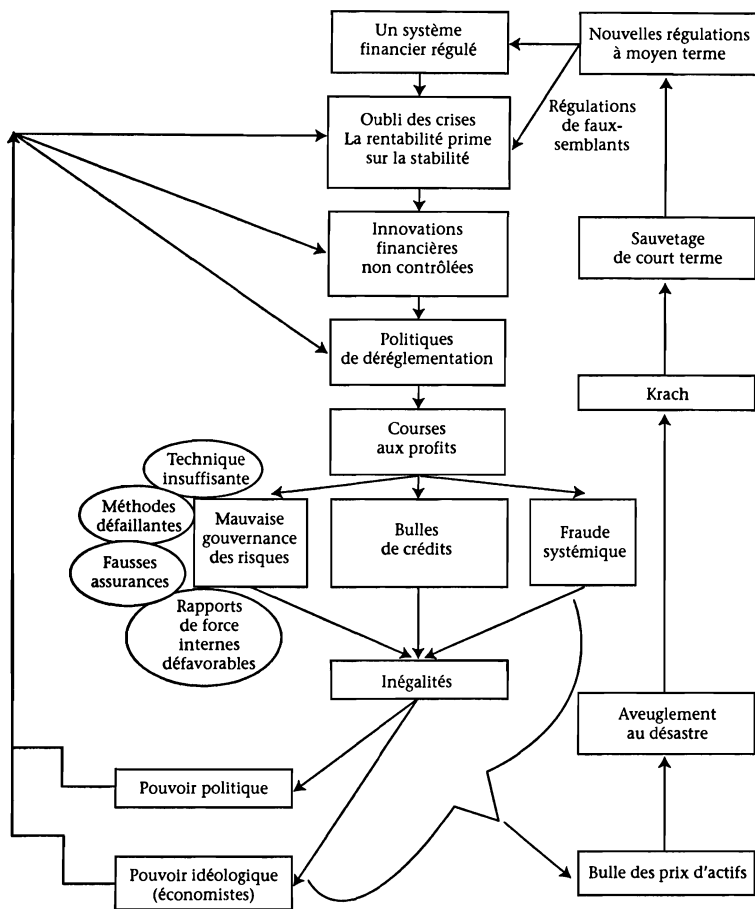 Un système
financier régulé
Nouvelles régulations
à moyen terme
Régulations
de faux-
semblants
Oubli des crises
La rentabilité prime
sur la stabilité
Innovations
financières
non contrôlées
Sauvetage
de court terme
Politiques
de déréglementation
Krach
Courses
aux profits
Technique
insuffisante
Méthodes
défaillantes
Fausses
assurances
Rapports
de force
internes
défavorables
Mauvaise
gouvernance
des risques
Bulles
de crédits
Fraude
systémique
Inégalités
Aveuglement
au désastre
Pouvoir politique
Pouvoir idéologique
(économistes)
Bulle des prix d'actifs